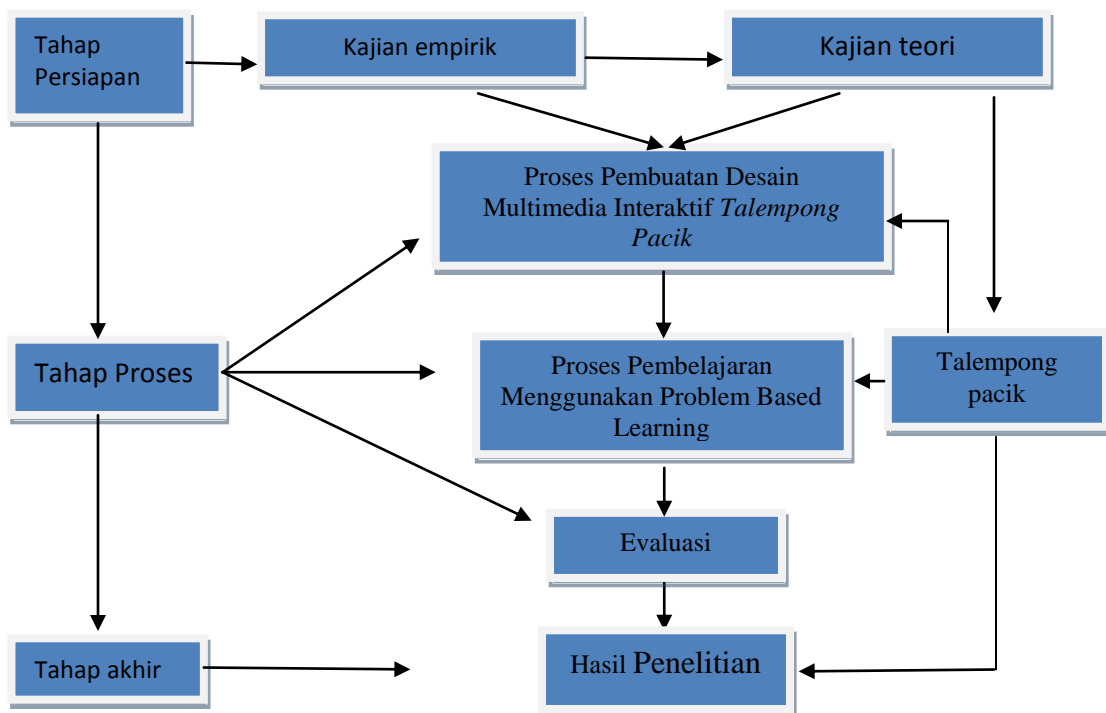 Tahap
Persiapan
Kajian empirik
Kajian teori
Proses Pembuatan Desain
Multimedia Interaktif Talempong
Pacik
Tahap Proses
Proses Pembelajaran
Menggunakan Problem Based
Learning
Talempong
pacik
Evaluasi
Tahap akhir
Hasil Penelitian